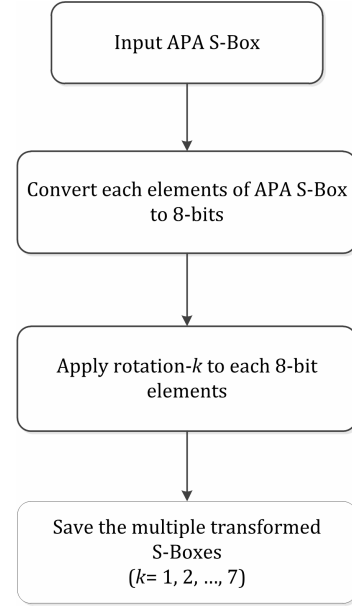 Input APA S-Box
Convert each elements of APA S-Box
to 8-bits
Apply rotation-k to each 8-bit
elements
Save the multiple transformed
S-Boxes
(k= 1, 2, ..., 7)